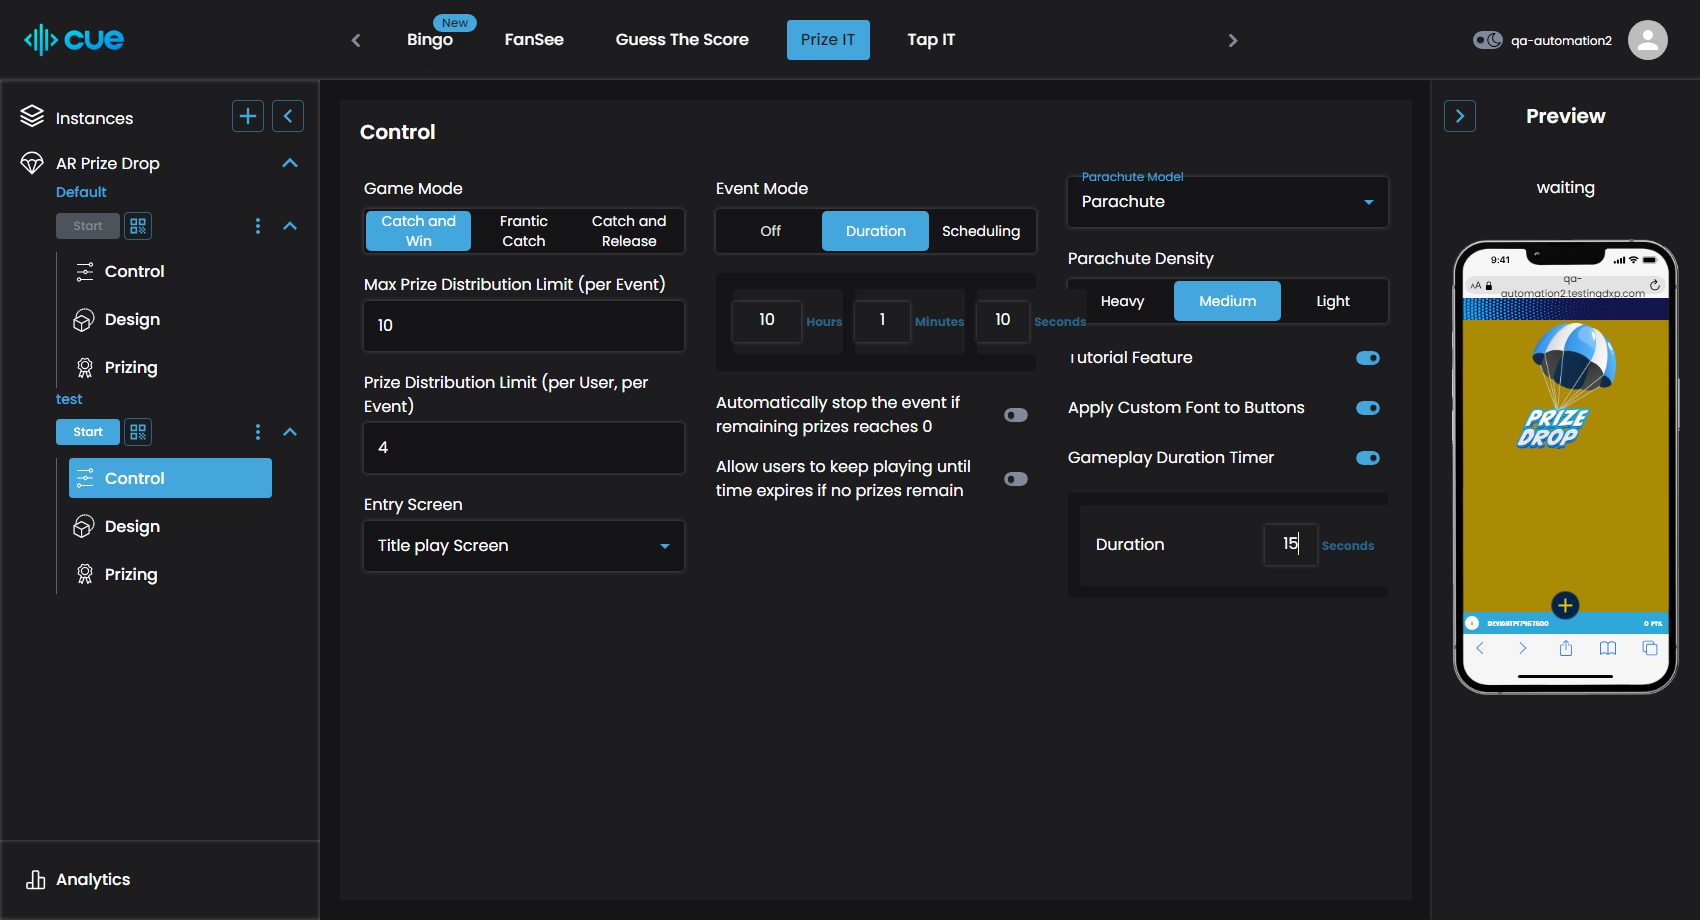 cue
New
Bingo
FanSee
Guess The Score
Prize IT
Tap IT
qa-automation2
Instances
AR Prize Drop
Default
Start
Control
Design
Prizing
test
Start
Control
Design
Prizing
Analytics
Control
Game Mode
Catch and Win
Frantic Catch
Catch and Release
Max Prize Distribution Limit (per Event)
10
Prize Distribution Limit (per User, per
Event)
4
Entry Screen
Title play Screen
Event Mode
Off
Duration
Scheduling
10 Hours
1 Minutes
10 Seconds
Automatically stop the event if
remaining prizes reaches 0
Allow users to keep playing until
time expires if no prizes remain
Parachute Model
Parachute
Parachute Density
Heavy
Medium
Light
Tutorial Feature
Apply Custom Font to Buttons
Gameplay Duration Timer
Duration
15
Seconds
Preview
waiting
9:41
AA
qa-
automation2.testingdxp.com
PRIZE
DROP
0 PTS.